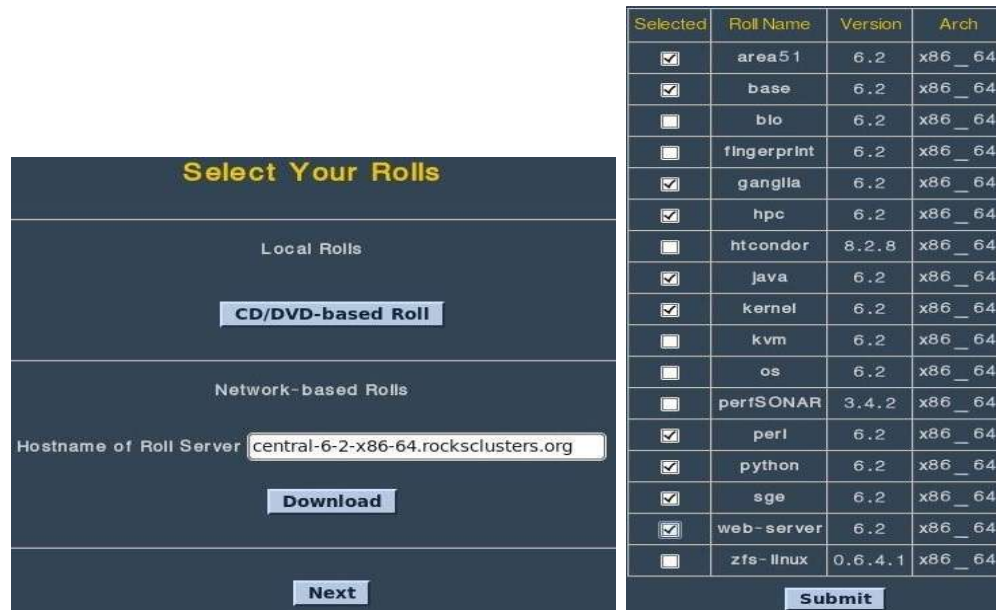 Select Your Rolls
Local Rolls
CD/DVD-based Roll
Network-based Rolls
Hostname of Roll Server central-6-2-x86-64.rocksclusters.org
Download
Next
Selected Roll Name Version Arch
area51 6.2 x86_64
base 6.2 x86_64
bio 6.2 x86_64
fingerprint 6.2 x86_64
ganglia 6.2 x86_64
hpc 6.2 x86_64
htcondor 8.2.8 x86_64
java 6.2 x86_64
kernel 6.2 x86_64
kvm 6.2 x86_64
os 6.2 x86_64
perfSONAR 3.4.2 x86_64
perl 6.2 x86_64
python 6.2 x86_64
sge 6.2 x86_64
web-server 6.2 x86_64
zfs-linux 0.6.4.1 x86_64
Submit